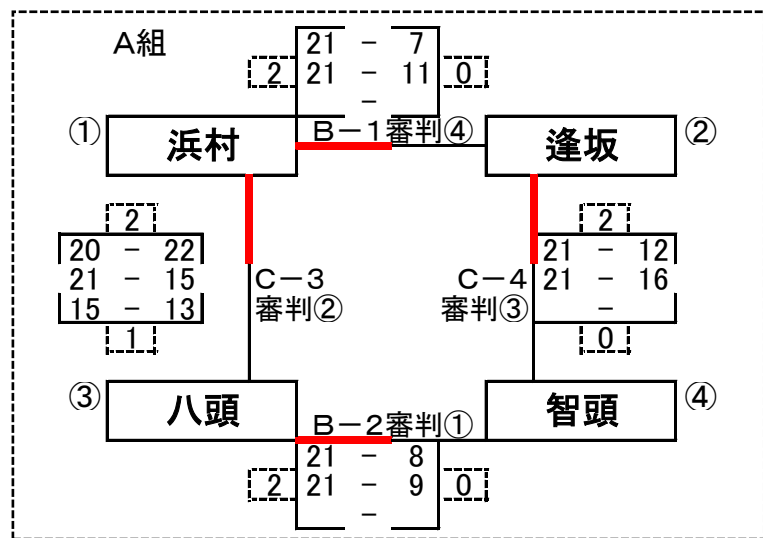 A組
21 - 7
2 21 - 11 0
-
① 浜村 B-1審判④ 逢坂 ②
2
20 - 22
21 - 15
15 - 13
1
C-3
審判②
C-4
審判③
2
21 - 12
21 - 16
-
0
③ 八頭 B-2審判① 智頭 ④
21 - 8
2 21 - 9 0
-